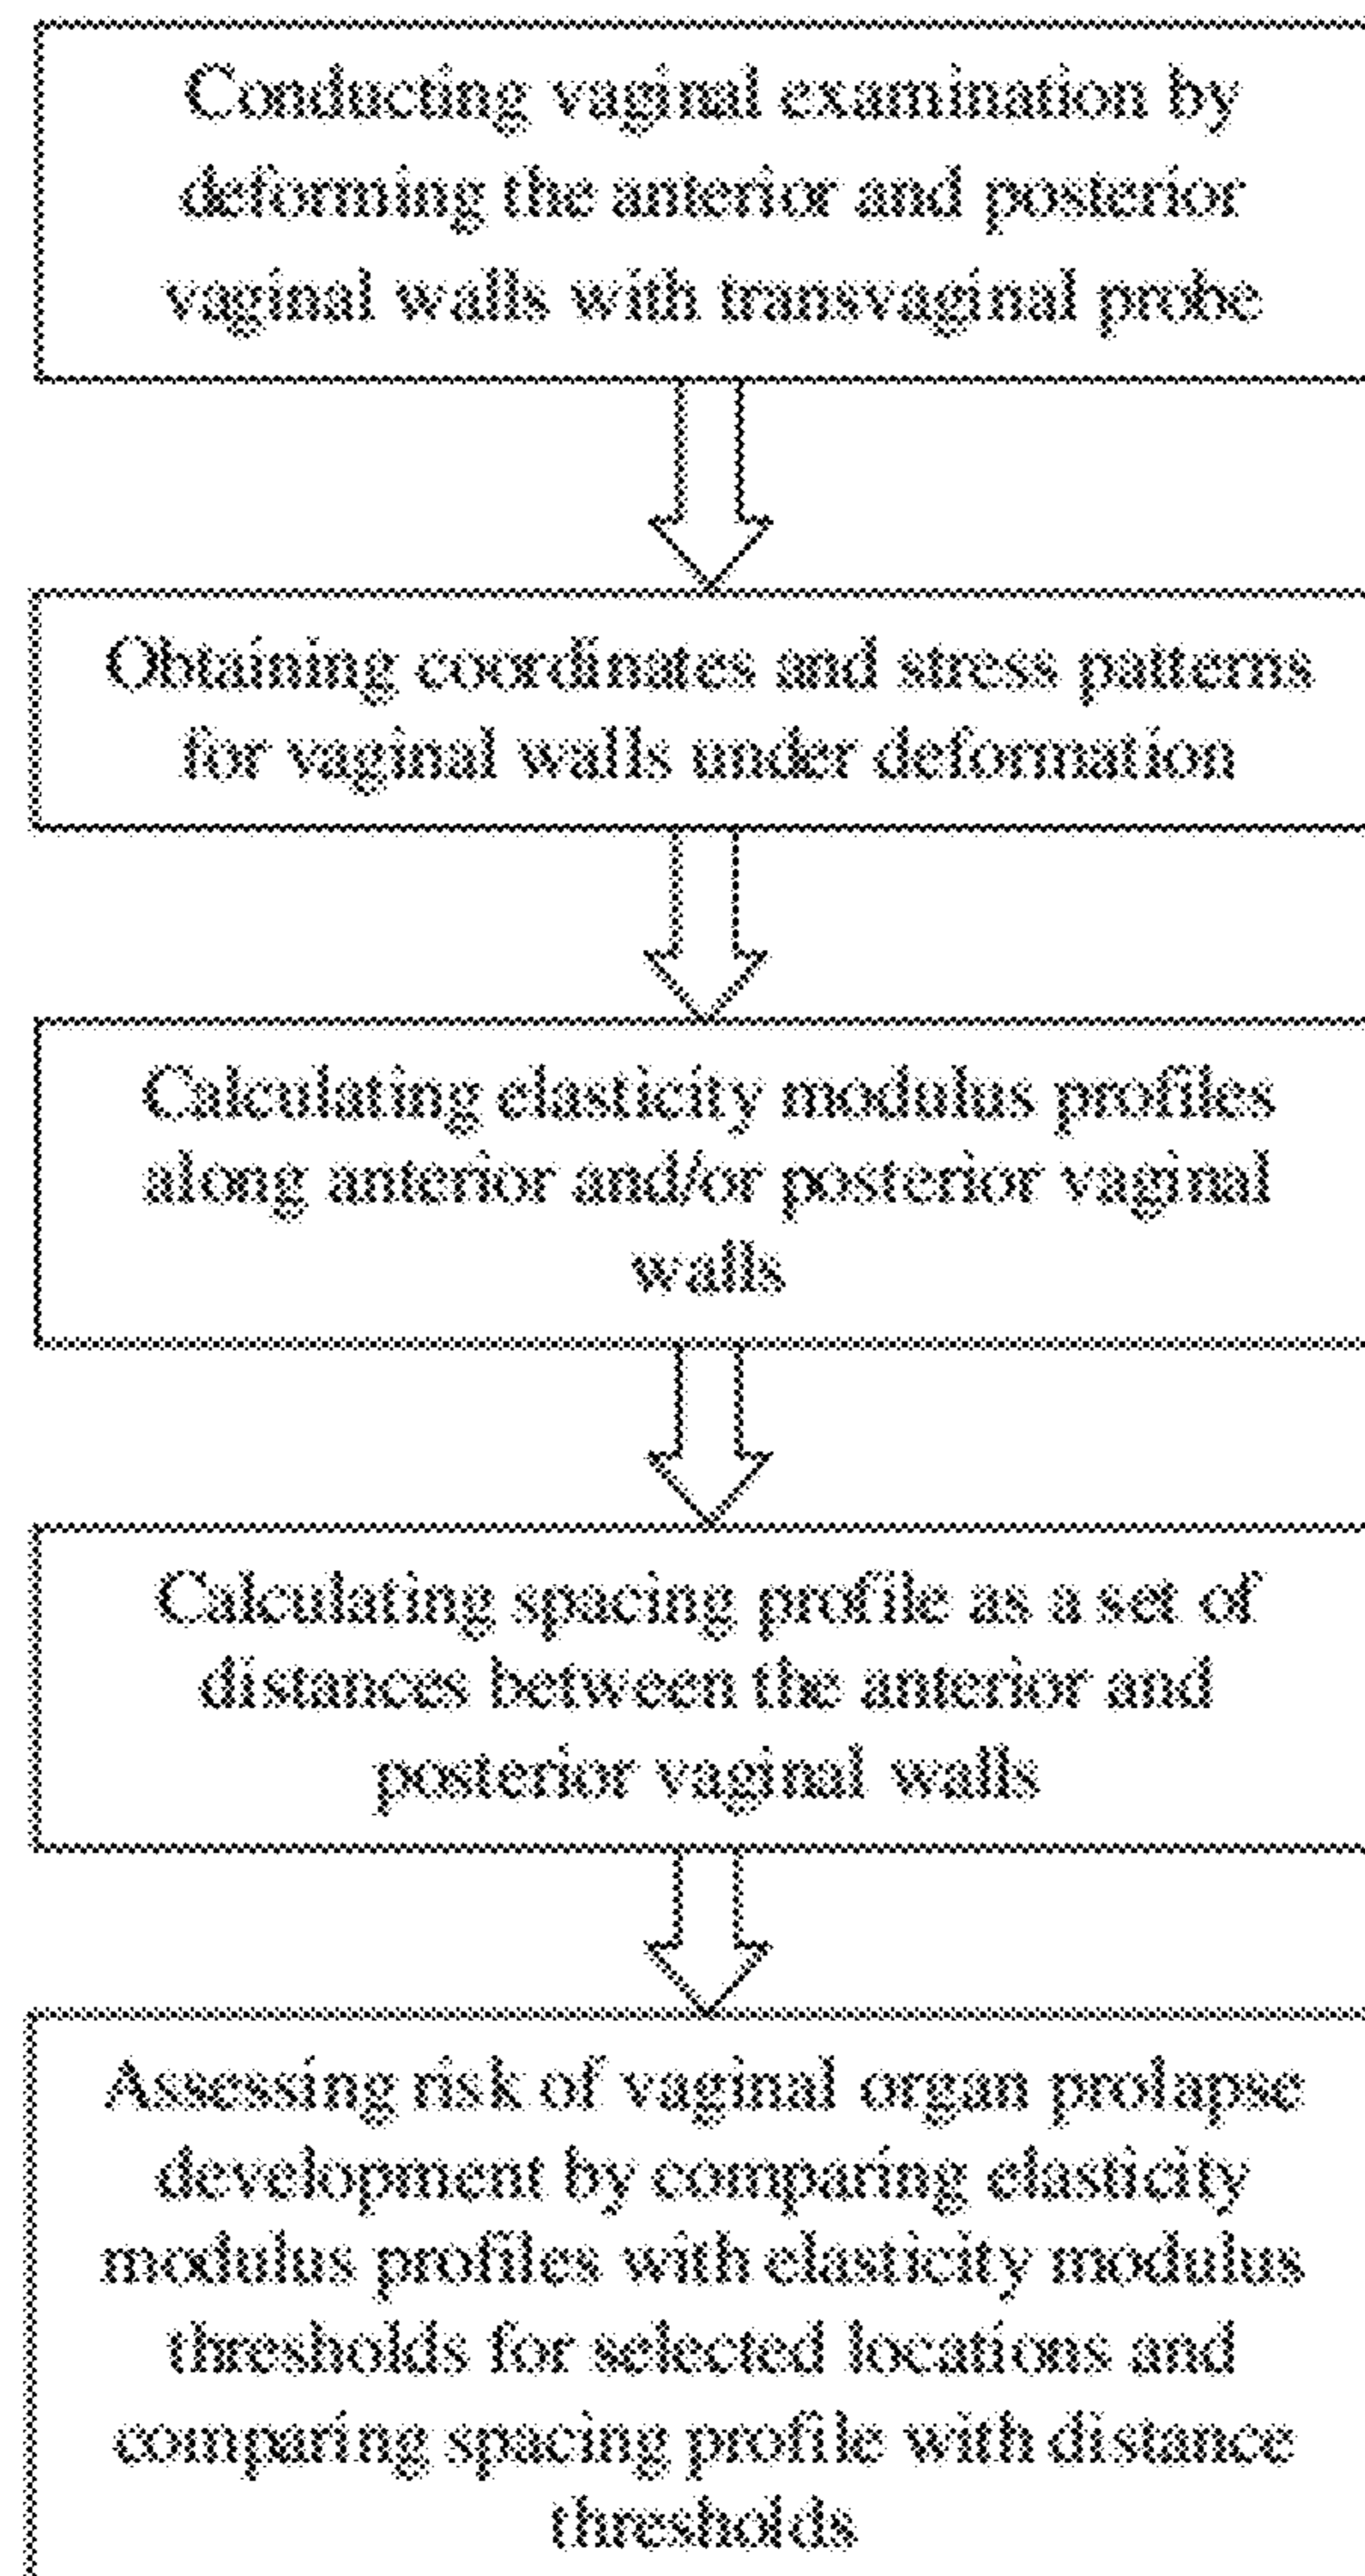 Conducting vaginal examination by
deforming the anterior and posterior
vaginal walls with transvaginal probe
Obtaining coordinates and stress patterns
for vaginal walls under deformation
Calculating elasticity modulus profiles
along anterior and/or posterior vaginal
walls
Calculating spacing profile as a set of
distances between the anterior and
posterior vaginal walls
Assessing risk of vaginal organ prolapse
development by comparing elasticity
modulus profiles with elasticity modulus
thresholds for selected locations and
comparing spacing profile with distance
thresholds